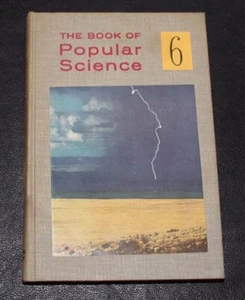 THE BOOK OF
Popular
Science
6